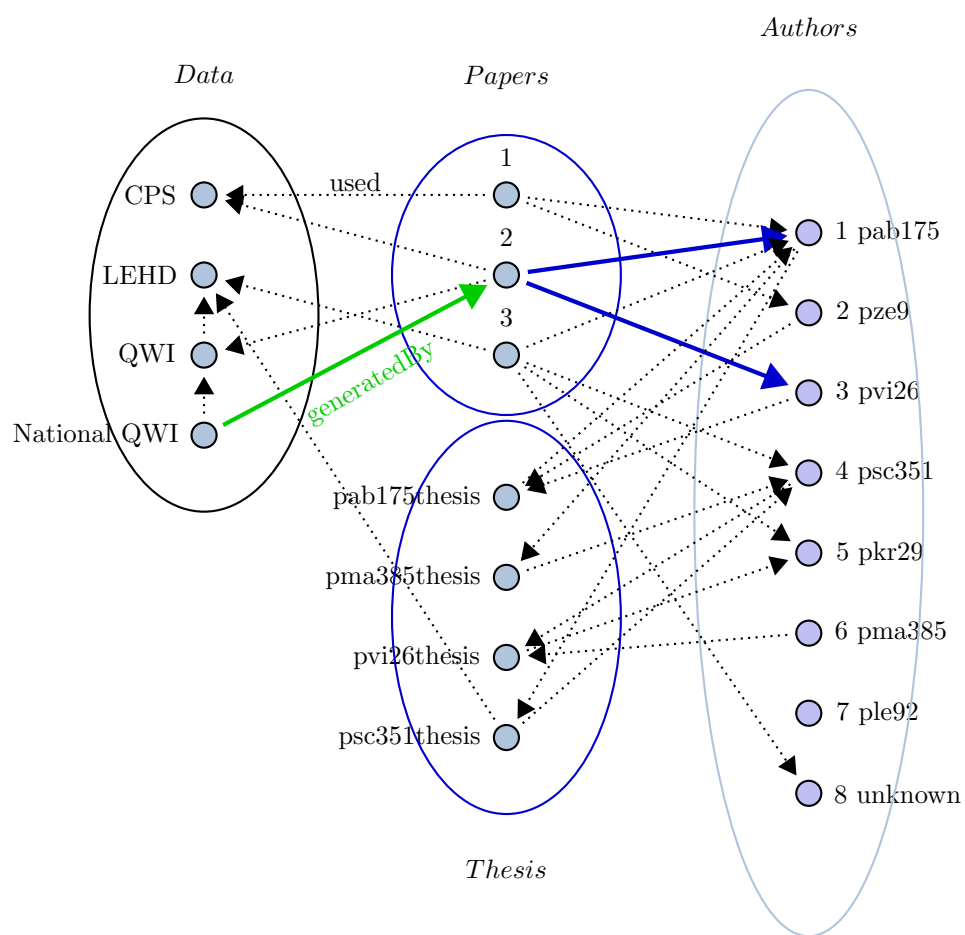 Authors
Data
Papers
1
CPS
used
2
LEHD
3
QWI
generatedBy
National QWI
1 pab175
2 pze9
3 pvi26
4 psc351
5 pkr29
6 pma385
7 ple92
8 unknown
pab175thesis
pma385thesis
pvi26thesis
psc351thesis
Thesis